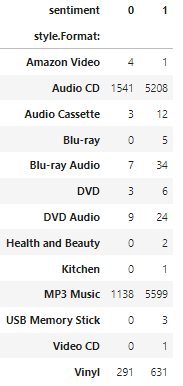 sentiment 0 1
style.Format:
Amazon Video 4 1
Audio CD 1541 5208
Audio Cassette 3 12
Blu-ray 0 5
Blu-ray Audio 7 34
DVD 3 6
DVD Audio 9 24
Health and Beauty 0 2
Kitchen 0 1
MP3 Music 1138 5599
USB Memory Stick 0 3
Video CD 0 1
Vinyl 291 631